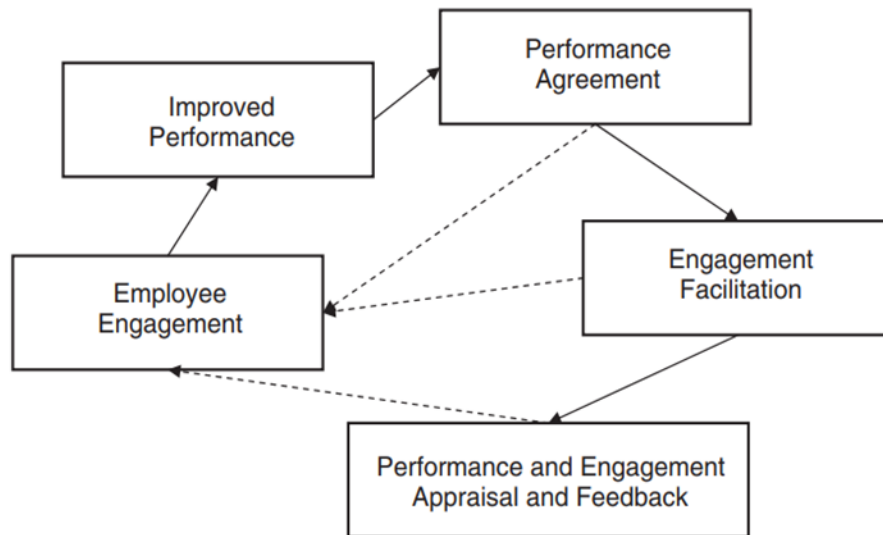 Performance
Agreement
Improved
Performance
Engagement
Facilitation
Employee
Engagement
Performance and Engagement
Appraisal and Feedback